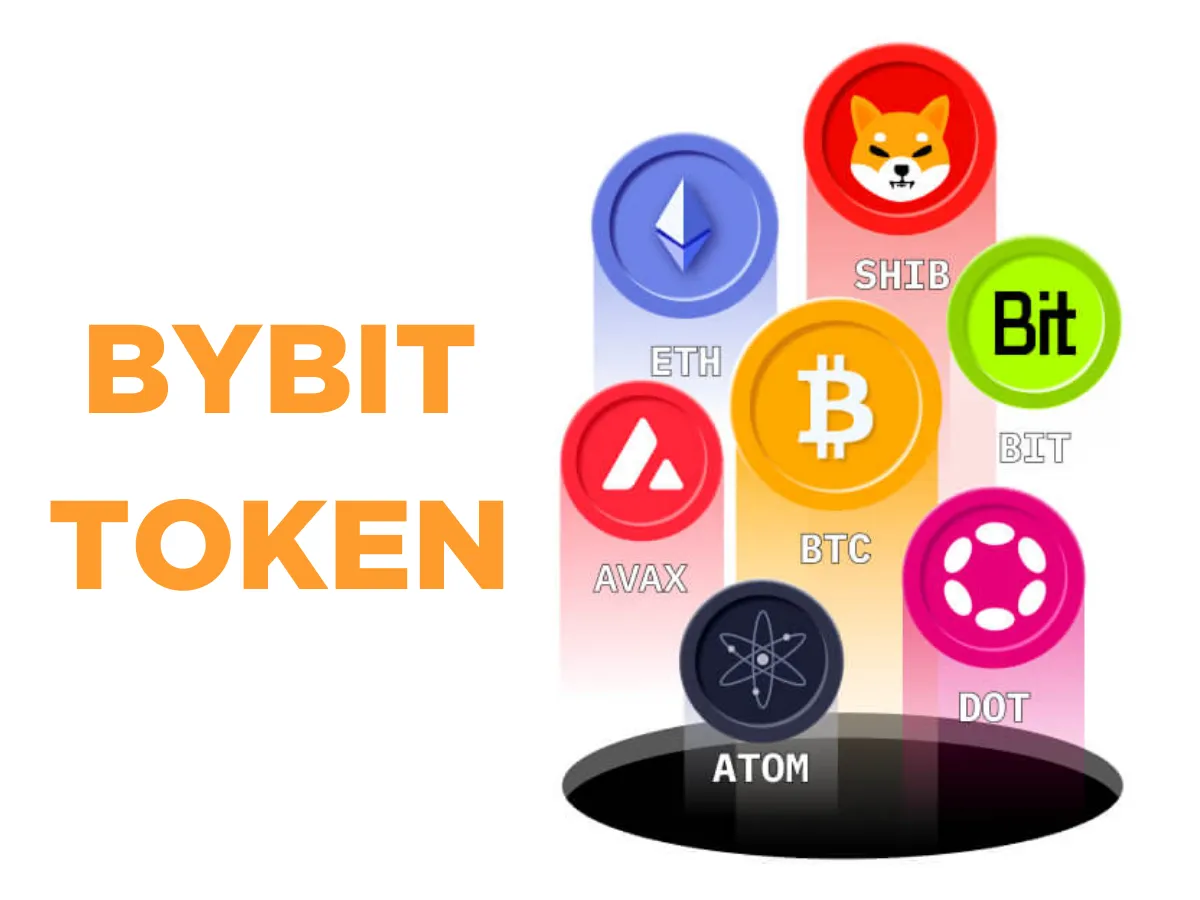 BYBIT
TOKEN
SHIB
ETH
Bit
BIT
BTC
AVAX
DOT
ATOM